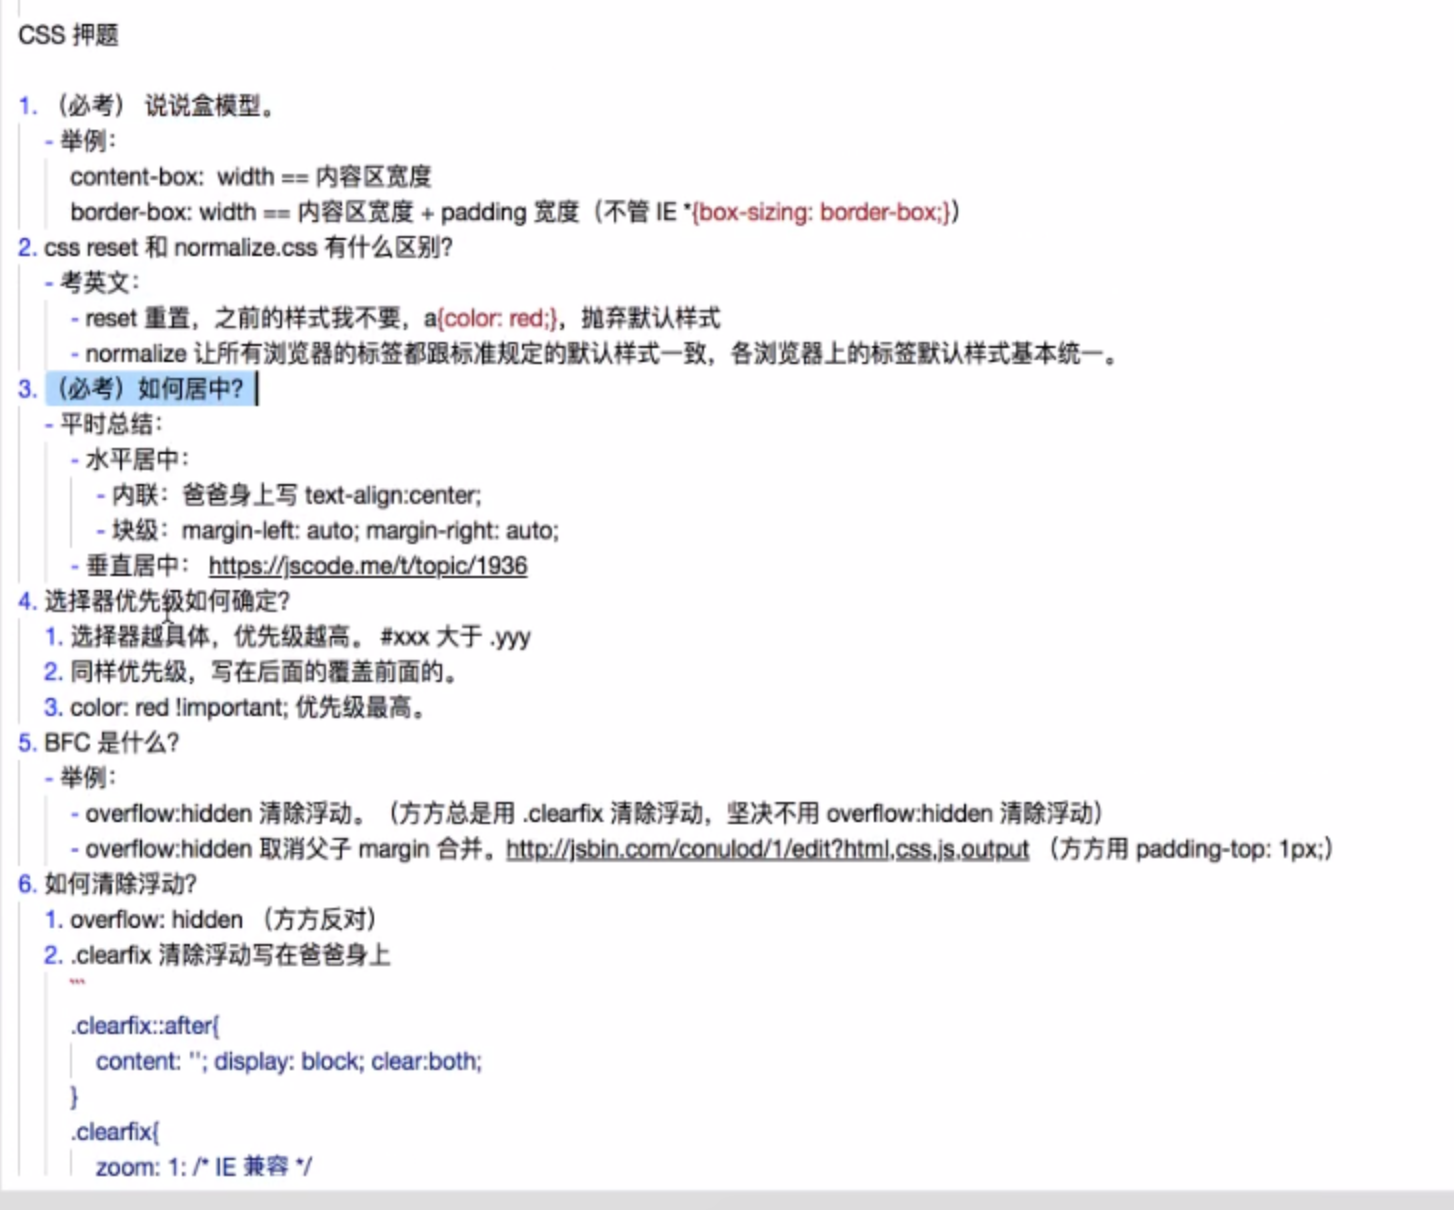 CSS 押题
1. （必考） 说说盒模型。
- 举例：
content-box:  width == 内容区宽度
border-box: width == 内容区宽度 + padding 宽度（不管 IE *{box-sizing: border-box;}）
2. css reset 和 normalize.css 有什么区别？
- 考英文：
- reset 重置，之前的样式我不要，a{color: red;}，抛弃默认样式
- normalize 让所有浏览器的标签都跟标准规定的默认样式一致，各浏览器上的标签默认样式基本统一。
3. （必考）如何居中？
- 平时总结：
- 水平居中：
- 内联：爸爸身上写 text-align:center;
- 块级：margin-left: auto; margin-right: auto;
- 垂直居中： https://jscode.me/t/topic/1936
4. 选择器优先级如何确定？
1. 选择器越具体，优先级越高。 #xxx 大于 .yyy
2. 同样优先级，写在后面的覆盖前面的。
3. color: red !important; 优先级最高。
5. BFC 是什么？
- 举例：
- overflow:hidden 清除浮动。（方方总是用 .clearfix 清除浮动，坚决不用 overflow:hidden 清除浮动）
- overflow:hidden 取消父子 margin 合并。http://jsbin.com/conulod/1/edit?html,css,js,output （方方用 padding-top: 1px;）
6. 如何清除浮动？
1. overflow: hidden （方方反对）
2. .clearfix 清除浮动写在爸爸身上
```
.clearfix::after{
content: ''; display: block; clear:both;
}
.clearfix{
zoom: 1; /* IE 兼容 */